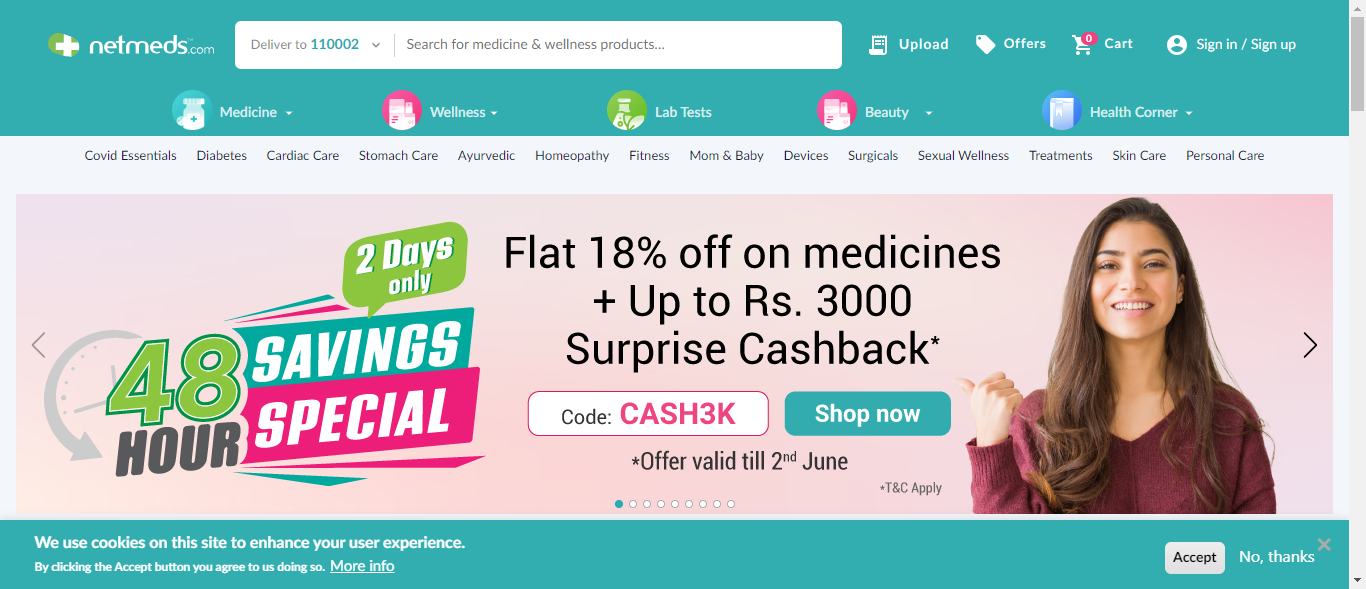 netmeds.com
Deliver to 110002
Search for medicine & wellness products...
Upload
Offers
0
Cart
Sign in / Sign up
Medicine
Wellness
Lab Tests
Beauty
Health Corner
Covid Essentials Diabetes Cardiac Care Stomach Care Ayurvedic Homeopathy Fitness Mom & Baby Devices Surgicals Sexual Wellness Treatments Skin Care Personal Care
2 Days
only
48
HOUR
SAVINGS
SPECIAL
Flat 18% off on medicines
+ Up to Rs. 3000
Surprise Cashback*
Code: CASH3K
Shop now
*Offer valid till 2nd June
*T&C Apply
We use cookies on this site to enhance your user experience.
By clicking the Accept button you agree to us doing so. More info
Accept
No, thanks